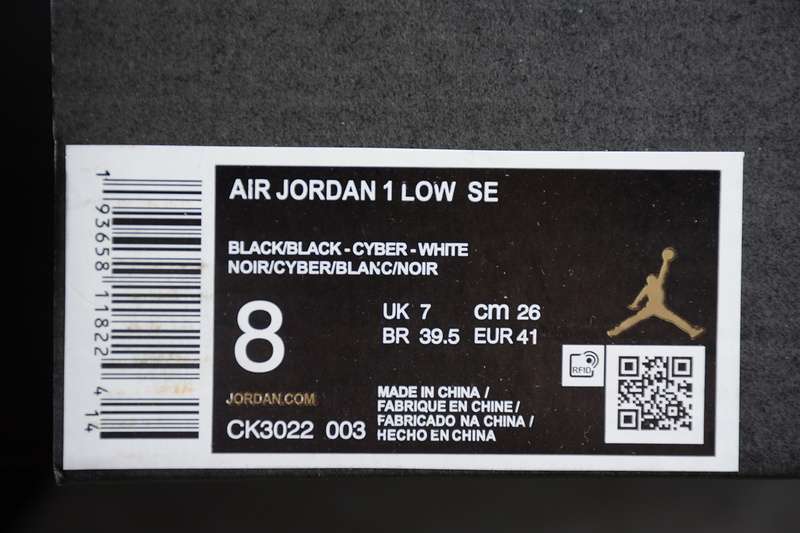 AIR JORDAN 1 LOW SE
BLACK/BLACK - CYBER - WHITE
NOIR/CYBER/BLANC/NOIR
8
UK 7 cm 26
BR 39.5 EUR 41
RFID
JORDAN.COM
MADE IN CHINA /
FABRIQUE EN CHINE /
FABRICADO NA CHINA /
HECHO EN CHINA
CK3022 003
1 93658 11822 4 14